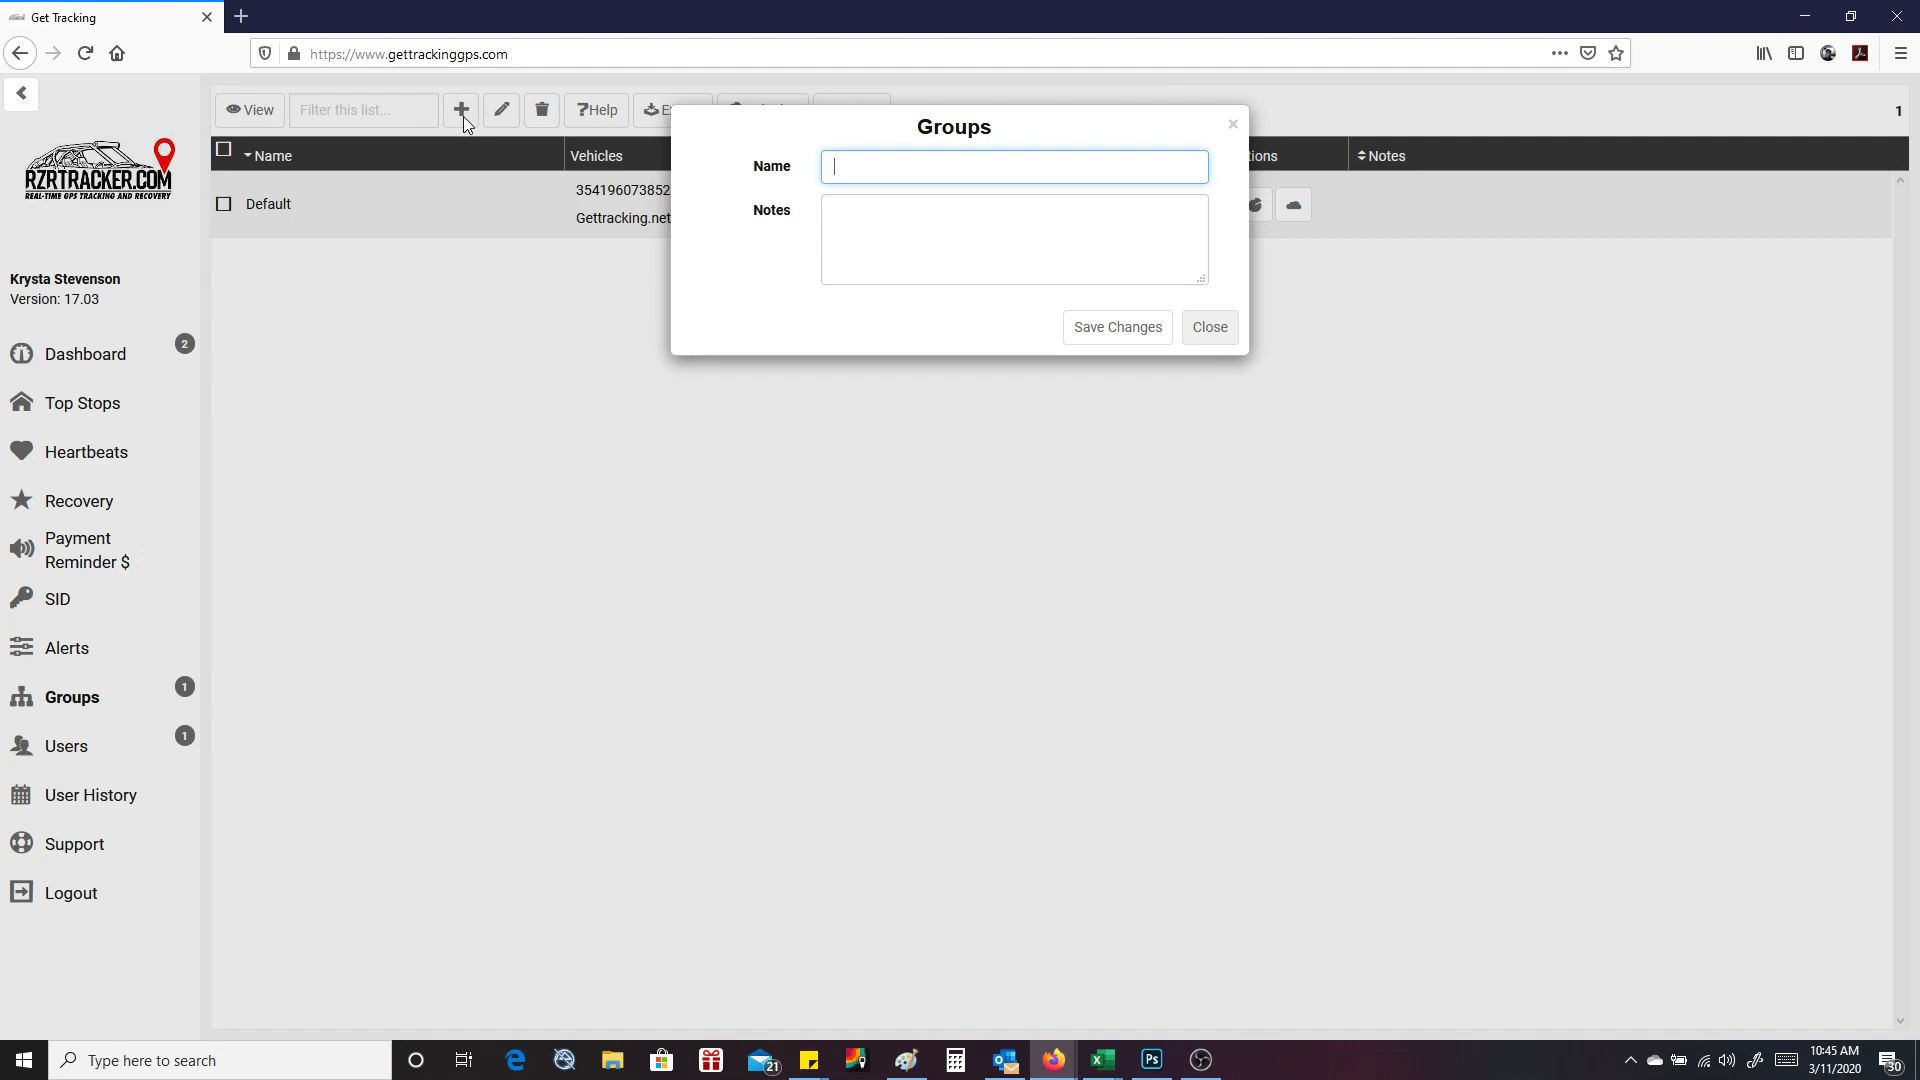 Get Tracking
https://www.gettrackinggps.com
View
Filter this list...
?Help
1
RZRTRACKER.COM
REAL-TIME GPS TRACKING AND RECOVERY
Krysta Stevenson
Version: 17.03
Dashboard
2
Top Stops
Heartbeats
Recovery
Payment
Reminder $
SID
Alerts
Groups
1
Users
1
User History
Support
Logout
Name
Vehicles
Notes
Default
354196073852
Gettracking.net
Groups
Name
Notes
Save Changes
Close
Type here to search
21
Ps
10:45 AM
3/11/2020
30